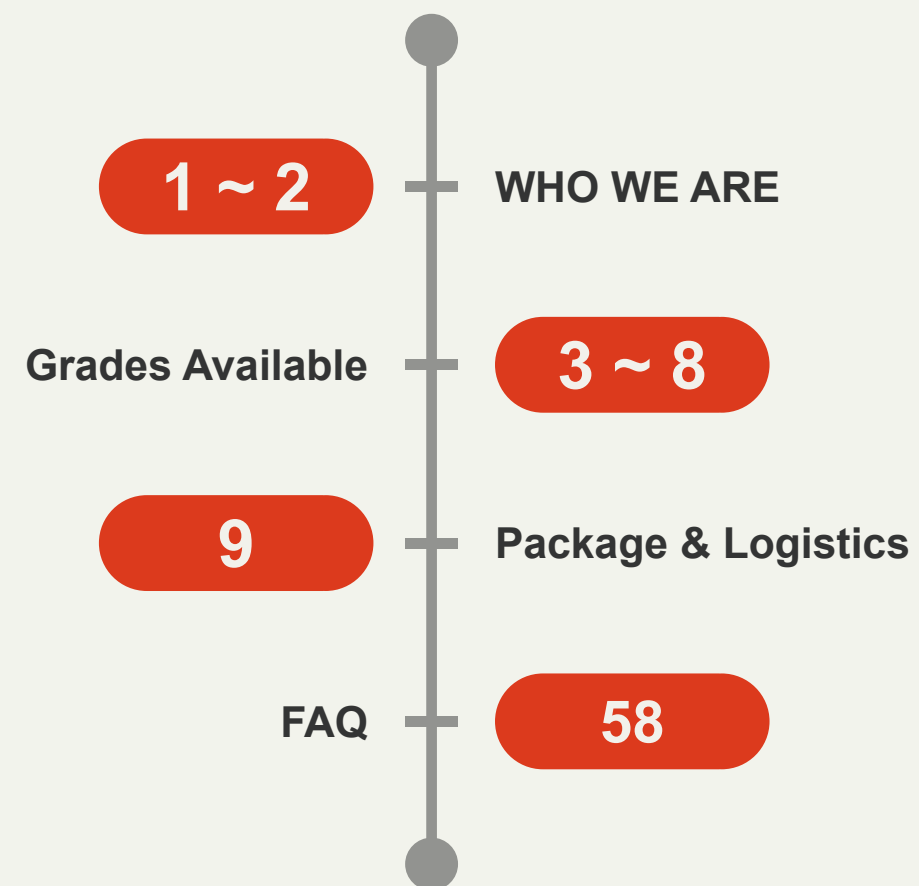 1 ~ 2 WHO WE ARE
Grades Available 3 ~ 8
9 Package & Logistics
FAQ 58